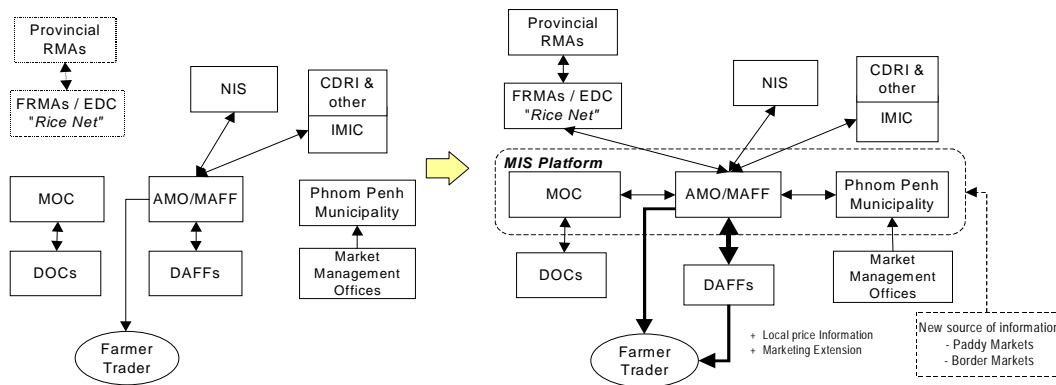 Provincial
RMAs
FRMAs / EDC
"Rice Net"
NIS
CDRI &
other
IMIC
MOC
AMO/MAFF
Phnom Penh
Municipality
DOCs
DAFFs
Market
Management
Offices
Farmer
Trader
Provincial
RMAs
FRMAs / EDC
"Rice Net"
NIS
CDRI &
other
IMIC
MIS Platform
MOC
AMO/MAFF
Phnom Penh
Municipality
DOCs
DAFFs
Market
Management
Offices
+ Local price Information
+ Marketing Extension
Farmer
Trader
New source of information
- Paddy Markets
- Border Markets